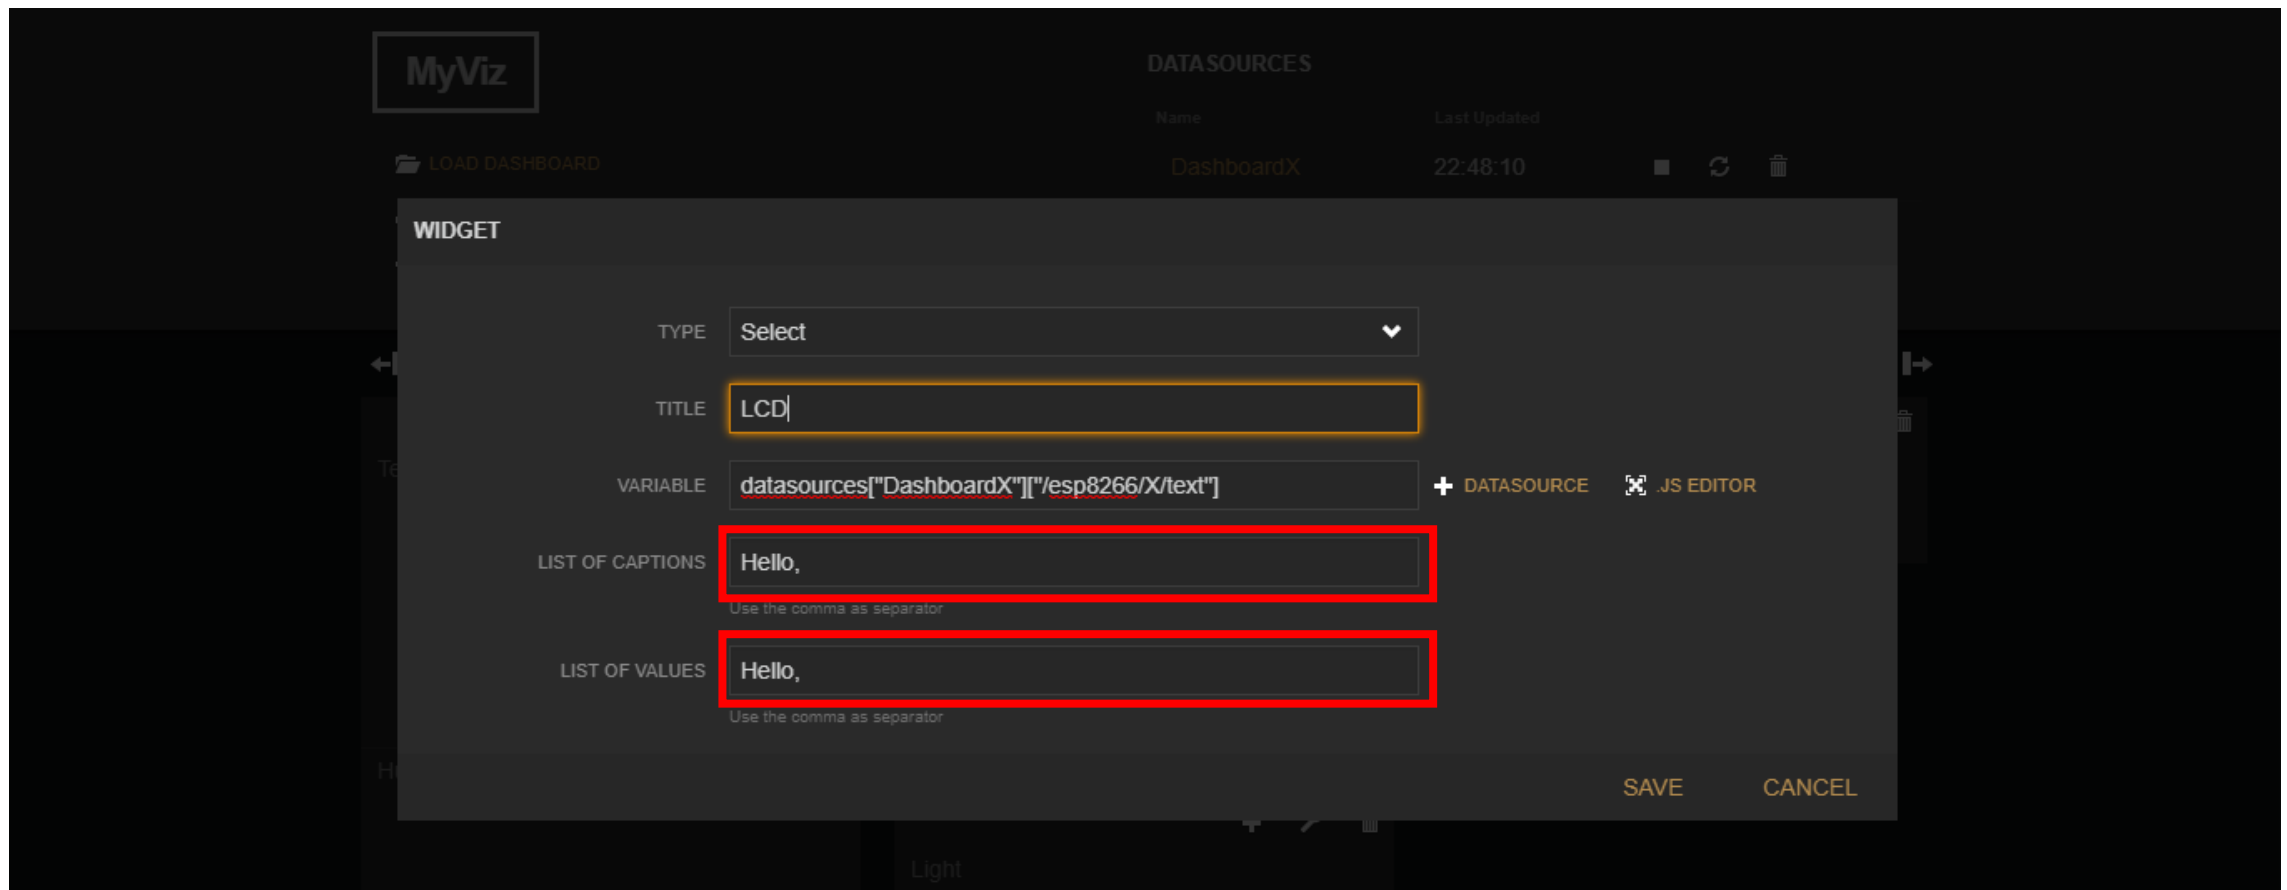 MyViz
DATASOURCES
Name Last Updated
LOAD DASHBOARD
DashboardX 22:48:10
WIDGET
TYPE Select
TITLE LCD
VARIABLE datasources["DashboardX"]["/esp8266/X/text"] DATASOURCE .JS EDITOR
LIST OF CAPTIONS Hello,
Use the comma as separator
LIST OF VALUES Hello,
Use the comma as separator
SAVE CANCEL
Light